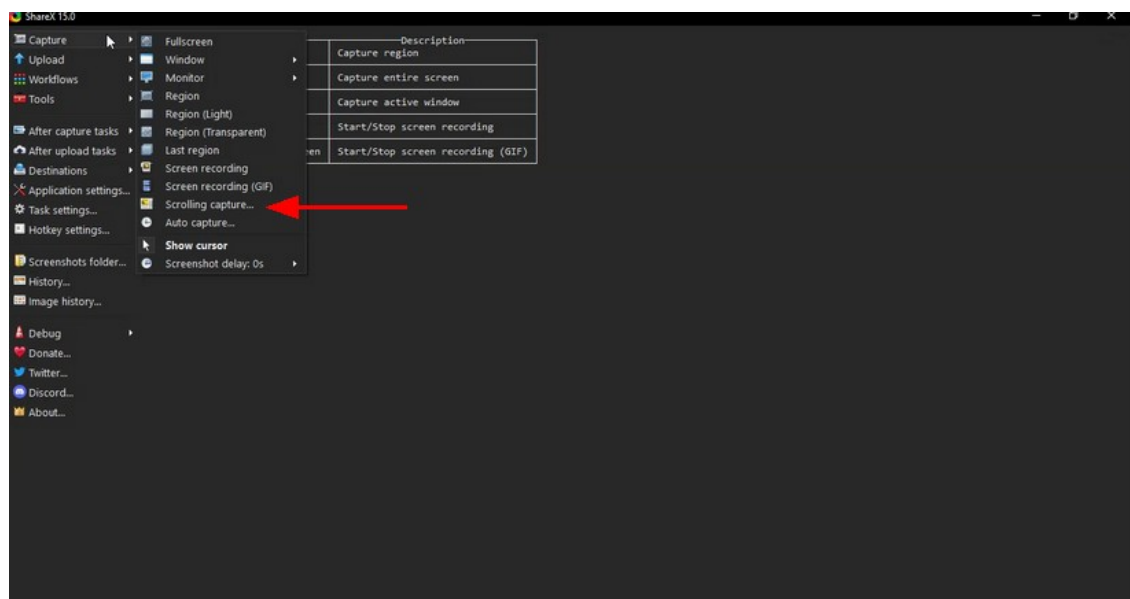 ShareX 15.0
Capture
Upload
Workflows
Tools
After capture tasks
After upload tasks
Destinations
Application settings...
Task settings...
Hotkey settings...
Screenshots folder...
History...
Image history...
Debug
Donate...
Twitter...
Discord...
About...
Fullscreen
Window
Monitor
Region
Region (Light)
Region (Transparent)
Last region
Screen recording
Screen recording (GIF)
Scrolling capture...
Auto capture...
Show cursor
Screenshot delay: 0s
Description
Capture region
Capture entire screen
Capture active window
Start/Stop screen recording
en Start/Stop screen recording (GIF)